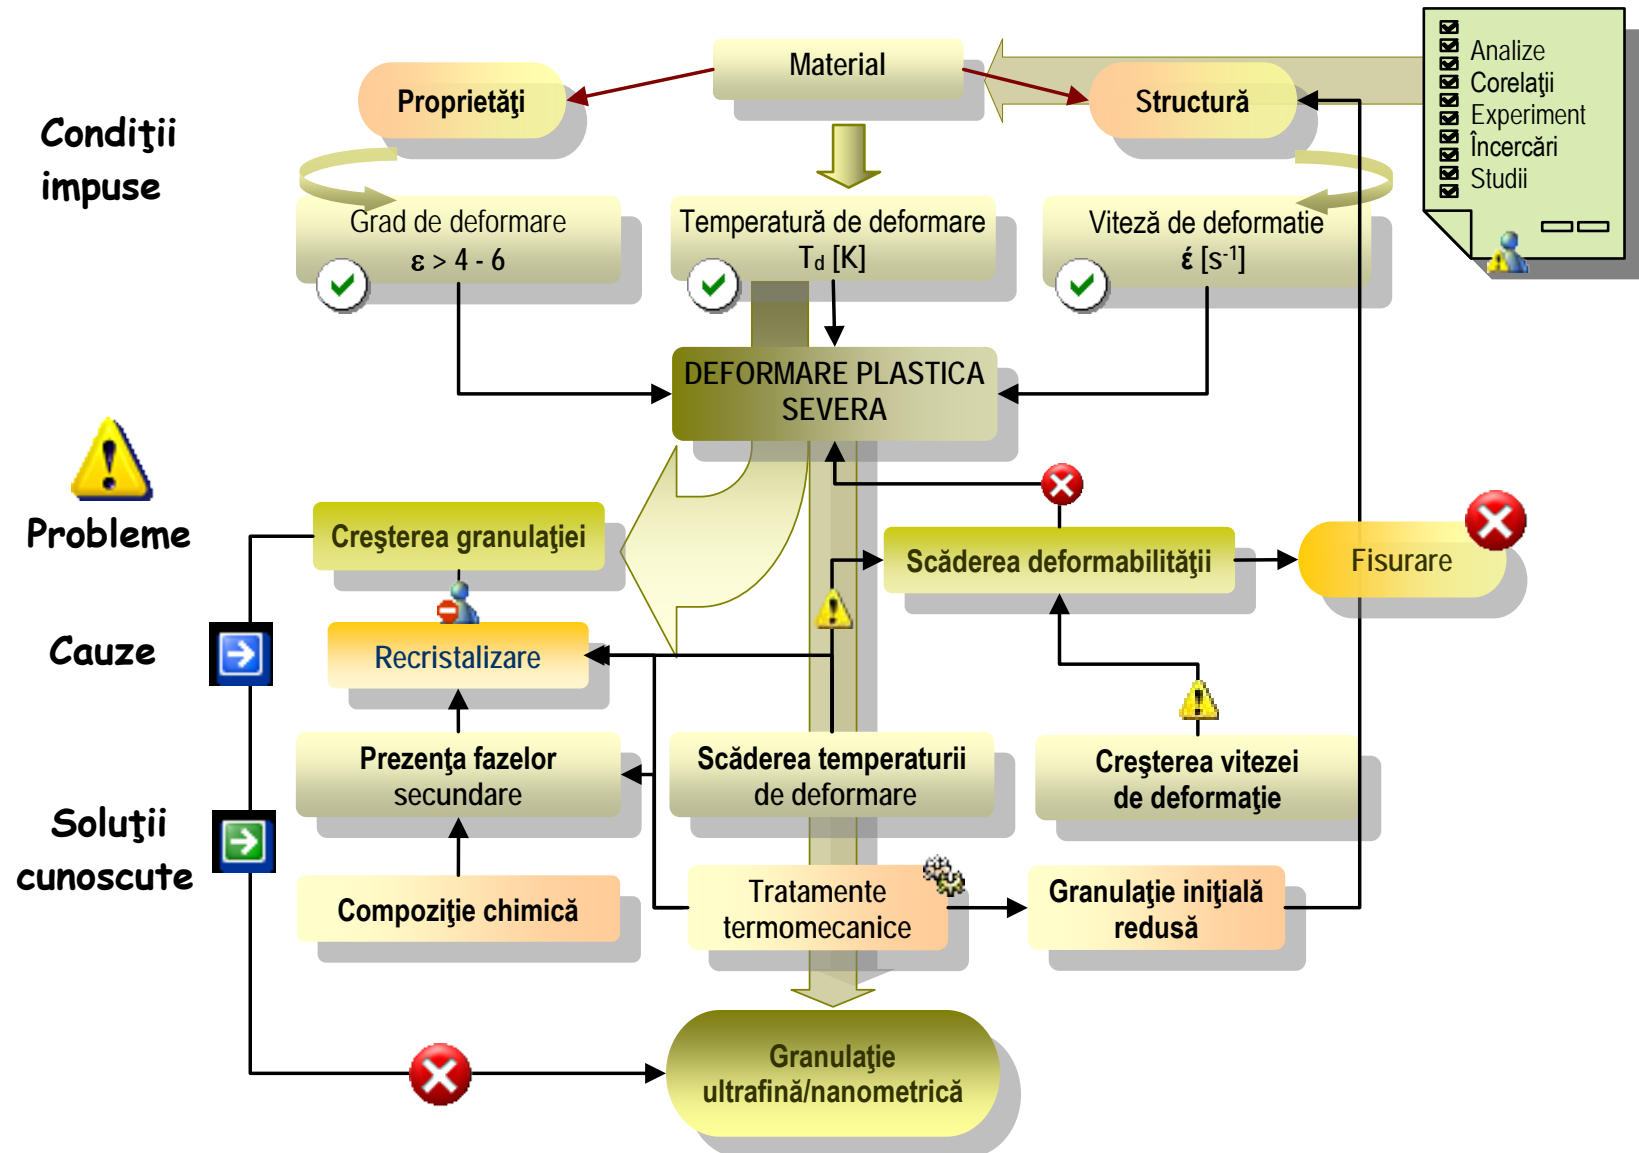 Material
Proprietăţi
Structură
Analize
Corelaţii
Experiment
Încercări
Studii
Condiţii
impuse
Grad de deformare
ε > 4 - 6
Temperatură de deformare
Td [K]
Viteză de deformatie
έ [s-1]
DEFORMARE PLASTICA
SEVERA
Probleme
Creşterea granulaţiei
Scăderea deformabilităţii
Fisurare
Cauze
Recristalizare
Prezenţa fazelor
secundare
Scăderea temperaturii
de deformare
Creşterea vitezei
de deformaţie
Soluţii
cunoscute
Compoziţie chimică
Tratamente
termomecanice
Granulaţie iniţială
redusă
Granulaţie
ultrafină/nanometrică